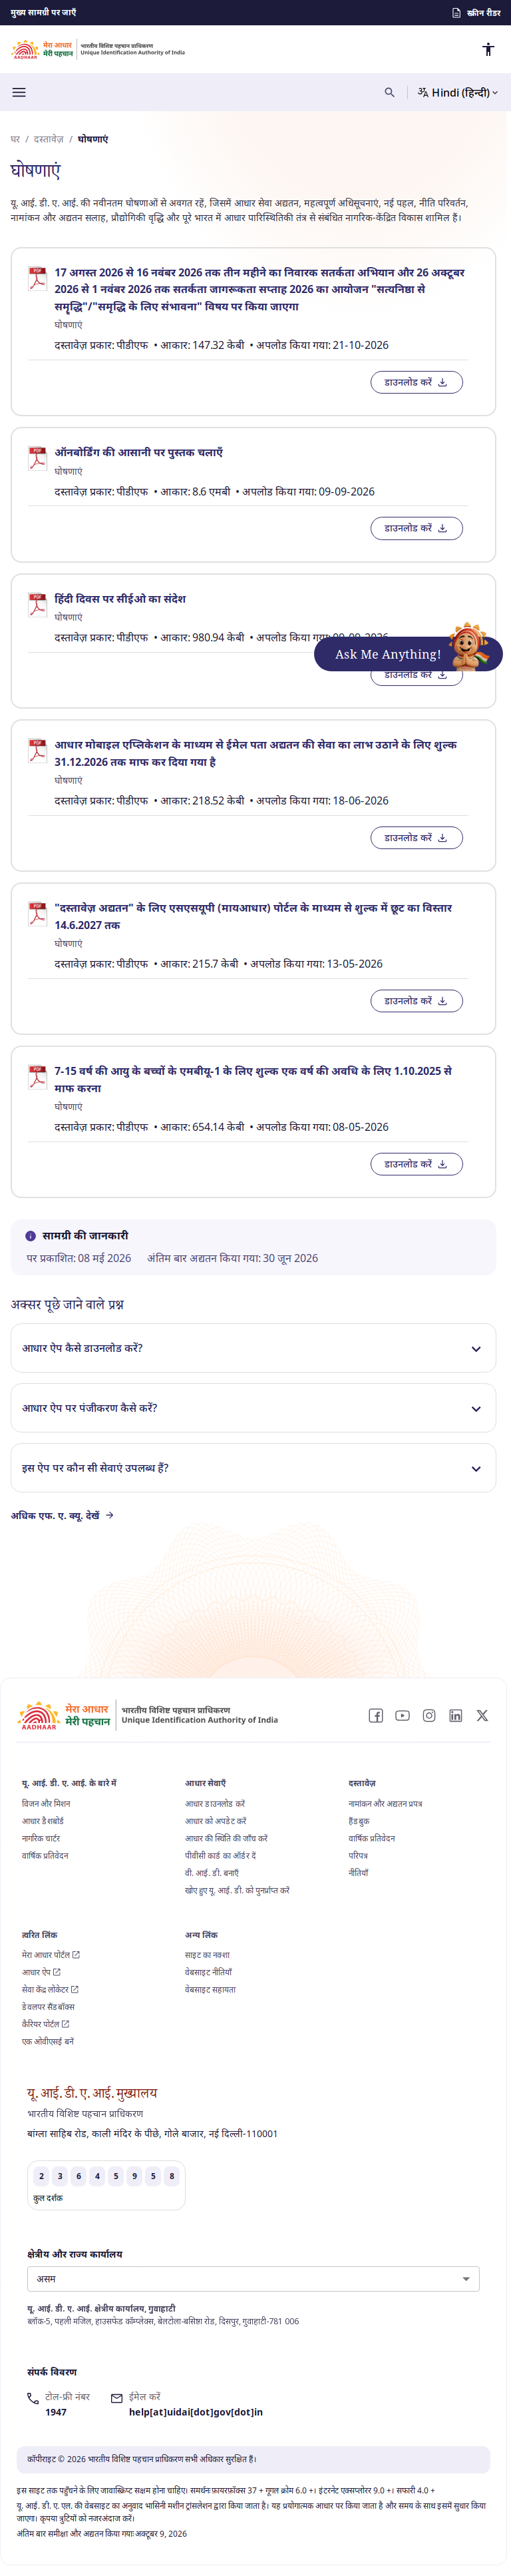 मुख्य सामग्री पर जाएँ
स्क्रीन रीडर
मेरा आधार
मेरी पहचान
AADHAAR
भारतीय विशिष्ट पहचान प्राधिकरण
Unique Identification Authority of India
Hindi (हिन्दी)
घर / दस्तावेज़ / घोषणाएं
घोषणाएं
यू. आई. डी. ए. आई. की नवीनतम घोषणाओं से अवगत रहें, जिसमें आधार सेवा अद्यतन, महत्वपूर्ण अधिसूचनाएं, नई पहल, नीति परिवर्तन,
नामांकन और अद्यतन सलाह, प्रौद्योगिकी वृद्धि और पूरे भारत में आधार पारिस्थितिकी तंत्र से संबंधित नागरिक-केंद्रित विकास शामिल हैं।
17 अगस्त 2026 से 16 नवंबर 2026 तक तीन महीने का निवारक सतर्कता अभियान और 26 अक्टूबर
2026 से 1 नवंबर 2026 तक सतर्कता जागरूकता सप्ताह 2026 का आयोजन "सत्यनिष्ठा से
समृद्धि"/"समृद्धि के लिए संभावना" विषय पर किया जाएगा
घोषणाएं
दस्तावेज़ प्रकार: पीडीएफ • आकार: 147.32 केबी • अपलोड किया गया: 21-10-2026
डाउनलोड करें
ऑनबोर्डिंग की आसानी पर पुस्तक चलाएँ
घोषणाएं
दस्तावेज़ प्रकार: पीडीएफ • आकार: 8.6 एमबी • अपलोड किया गया: 09-09-2026
डाउनलोड करें
हिंदी दिवस पर सीईओ का संदेश
घोषणाएं
दस्तावेज़ प्रकार: पीडीएफ • आकार: 980.94 केबी • अपलोड किया गया:
Ask Me Anything!
डाउनलोड करें
आधार मोबाइल एप्लिकेशन के माध्यम से ईमेल पता अद्यतन की सेवा का लाभ उठाने के लिए शुल्क
31.12.2026 तक माफ कर दिया गया है
घोषणाएं
दस्तावेज़ प्रकार: पीडीएफ • आकार: 218.52 केबी • अपलोड किया गया: 18-06-2026
डाउनलोड करें
"दस्तावेज़ अद्यतन" के लिए एसएसयूपी (मायआधार) पोर्टल के माध्यम से शुल्क में छूट का विस्तार
14.6.2027 तक
घोषणाएं
दस्तावेज़ प्रकार: पीडीएफ • आकार: 215.7 केबी • अपलोड किया गया: 13-05-2026
डाउनलोड करें
7-15 वर्ष की आयु के बच्चों के एमबीयू-1 के लिए शुल्क एक वर्ष की अवधि के लिए 1.10.2025 से
माफ करना
घोषणाएं
दस्तावेज़ प्रकार: पीडीएफ • आकार: 654.14 केबी • अपलोड किया गया: 08-05-2026
डाउनलोड करें
सामग्री की जानकारी
पर प्रकाशित: 08 मई 2026 अंतिम बार अद्यतन किया गया: 30 जून 2026
अक्सर पूछे जाने वाले प्रश्न
आधार ऐप कैसे डाउनलोड करें?
आधार ऐप पर पंजीकरण कैसे करें?
इस ऐप पर कौन सी सेवाएं उपलब्ध हैं?
अधिक एफ. ए. क्यू. देखें
मेरा आधार
मेरी पहचान
AADHAAR
भारतीय विशिष्ट पहचान प्राधिकरण
Unique Identification Authority of India
यू. आई. डी. ए. आई. के बारे में
विजन और मिशन
आधार डैशबोर्ड
नागरिक चार्टर
वार्षिक प्रतिवेदन
आधार सेवाएँ
आधार डाउनलोड करें
आधार को अपडेट करें
आधार की स्थिति की जाँच करें
पीवीसी कार्ड का ऑर्डर दें
वी. आई. डी. बनाएँ
खोए हुए यू. आई. डी. को पुनर्प्राप्त करें
दस्तावेज़
नामांकन और अद्यतन प्रपत्र
हैंडबुक
वार्षिक प्रतिवेदन
परिपत्र
नीतियाँ
त्वरित लिंक
मेरा आधार पोर्टल
आधार ऐप
सेवा केंद्र लोकेटर
डेवलपर सैंडबॉक्स
कैरियर पोर्टल
एक ओवीएसई बनें
अन्य लिंक
साइट का नक्शा
वेबसाइट नीतियाँ
वेबसाइट सहायता
यू. आई. डी. ए. आई. मुख्यालय
भारतीय विशिष्ट पहचान प्राधिकरण
बांग्ला साहिब रोड, काली मंदिर के पीछे, गोले बाजार, नई दिल्ली-110001
2 3 6 4 5 9 5 8
कुल दर्शक
क्षेत्रीय और राज्य कार्यालय
असम
यू. आई. डी. ए. आई. क्षेत्रीय कार्यालय, गुवाहाटी
ब्लॉक-5, पहली मंजिल, हाउसफेड कॉम्प्लेक्स, बेलटोला-बसिष्ठा रोड, दिसपुर, गुवाहाटी-781 006
संपर्क विवरण
टोल-फ्री नंबर
1947
ईमेल करें
help[at]uidai[dot]gov[dot]in
कॉपीराइट © 2026 भारतीय विशिष्ट पहचान प्राधिकरण सभी अधिकार सुरक्षित हैं।
इस साइट तक पहुँचने के लिए जावास्क्रिप्ट सक्षम होना चाहिए। समर्थनः फ़ायरफ़ॉक्स 37 + गूगल क्रोम 6.0 +। इंटरनेट एक्सप्लोरर 9.0 +। सफारी 4.0 +
यू. आई. डी. ए. एल. की वेबसाइट का अनुवाद भाषिनी मशीन ट्रांसलेशन द्वारा किया जाता है। यह प्रयोगात्मक आधार पर किया जाता है और समय के साथ इसमें सुधार किया
जाएगा। कृपया त्रुटियों को नजरअंदाज करें।
अंतिम बार समीक्षा और अद्यतन किया गयाः अक्टूबर 9, 2026